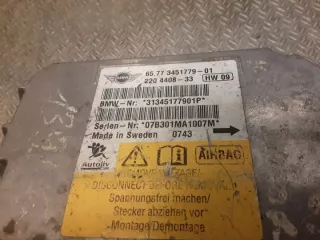 65.77 3451779-01
220 4408-33 HW 09
BMW-Nr: *31345177901P*
Serien-Nr: *07B301MA1007M*
Made in Sweden 0743
Autoliv AIRBAG
Spannungsfrei machen/
Stecker abziehen vor
Montage/Demontage